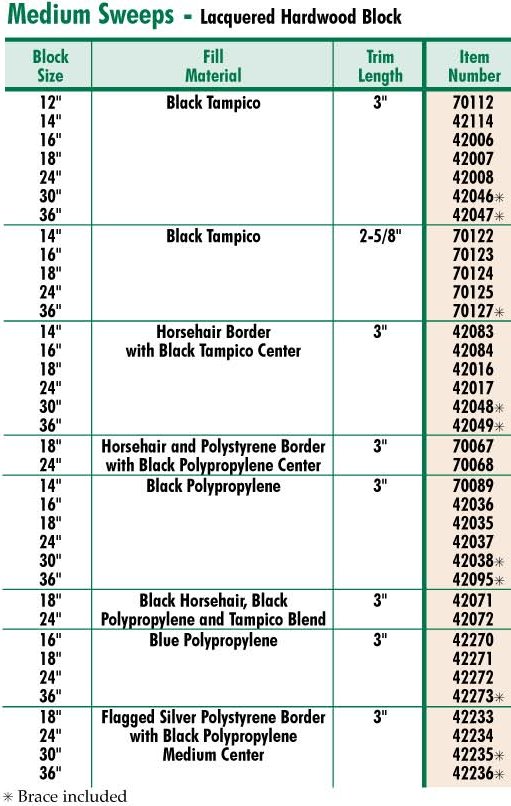 Medium Sweeps - Lacquered Hardwood Block
Block Size Fill Material Trim Length Item Number
12" Black Tampico 3" 70112
14" 42114
16" 42006
18" 42007
24" 42008
30" 42046✳
36" 42047✳
14" Black Tampico 2-5/8" 70122
16" 70123
18" 70124
24" 70125
36" 70127✳
14" Horsehair Border 3" 42083
16" with Black Tampico Center 42084
18" 42016
24" 42017
30" 42048✳
36" 42049✳
18" Horsehair and Polystyrene Border 3" 70067
24" with Black Polypropylene Center 70068
14" Black Polypropylene 3" 70089
16" 42036
18" 42035
24" 42037
30" 42038✳
36" 42095✳
18" Black Horsehair, Black 3" 42071
24" Polypropylene and Tampico Blend 42072
16" Blue Polypropylene 3" 42270
18" 42271
24" 42272
36" 42273✳
18" Flagged Silver Polystyrene Border 3" 42233
24" with Black Polypropylene 42234
30" Medium Center 42235✳
36" 42236✳
✳ Brace included